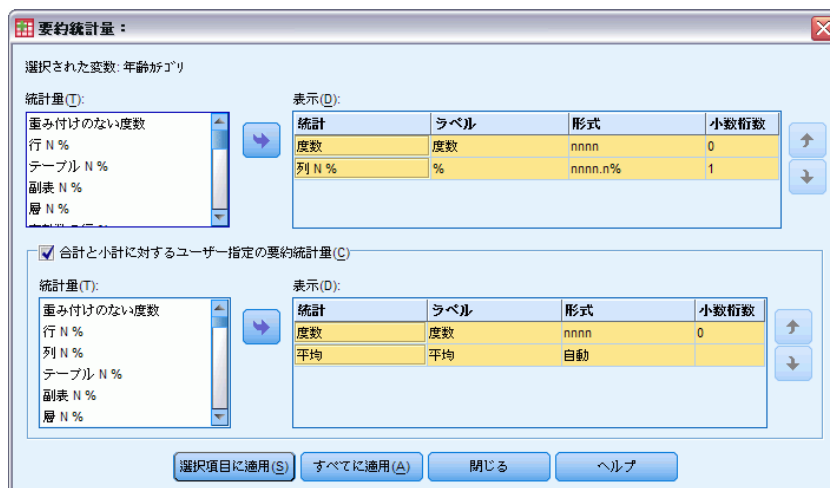 要約統計量：
選択された変数: 年齢ｶﾃｺﾞﾘ
統計量(T):
重み付けのない度数
行 N %
テーブル N %
副表 N %
層 N %
表示(D):
統計 ラベル 形式 小数桁数
度数 度数 nnnn 0
列 N % % nnnn.n% 1
合計と小計に対するユーザー指定の要約統計量(C)
統計量(T):
重み付けのない度数
行 N %
列 N %
テーブル N %
副表 N %
層 N %
表示(D):
統計 ラベル 形式 小数桁数
度数 度数 nnnn 0
平均 平均 自動
選択項目に適用(S) すべてに適用(A) 閉じる ヘルプ